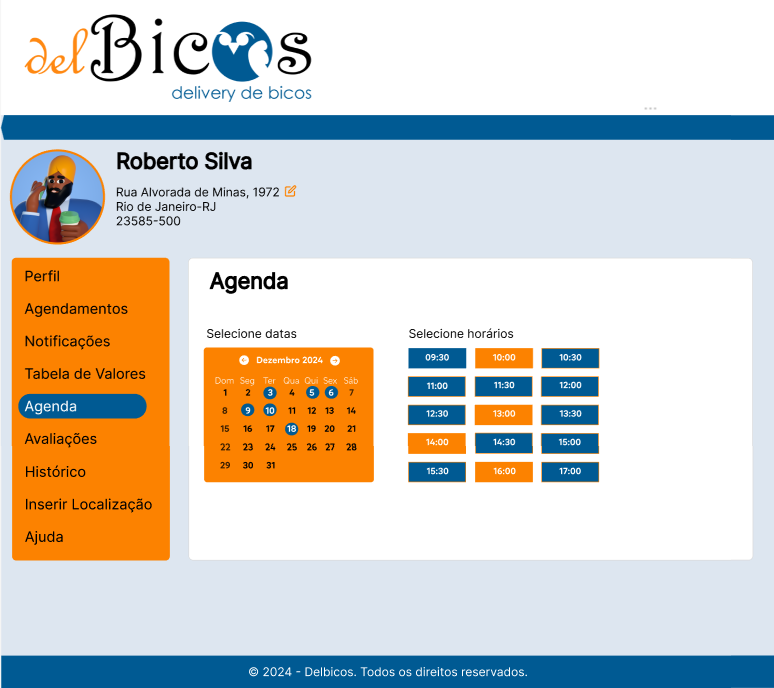 delBicos
delivery de bicos
...
Roberto Silva
Rua Alvorada de Minas, 1972
Rio de Janeiro-RJ
23585-500
Perfil
Agendamentos
Notificações
Tabela de Valores
Agenda
Avaliações
Histórico
Inserir Localização
Ajuda
Agenda
Selecione datas
Dezembro 2024
Dom Seg Ter Qua Qui Sex Sáb
1 2 3 4 5 6 7
8 9 10 11 12 13 14
15 16 17 18 19 20 21
22 23 24 25 26 27 28
29 30 31
Selecione horários
09:30 10:00 10:30
11:00 11:30 12:00
12:30 13:00 13:30
14:00 14:30 15:00
15:30 16:00 17:00
© 2024 - Delbicos. Todos os direitos reservados.